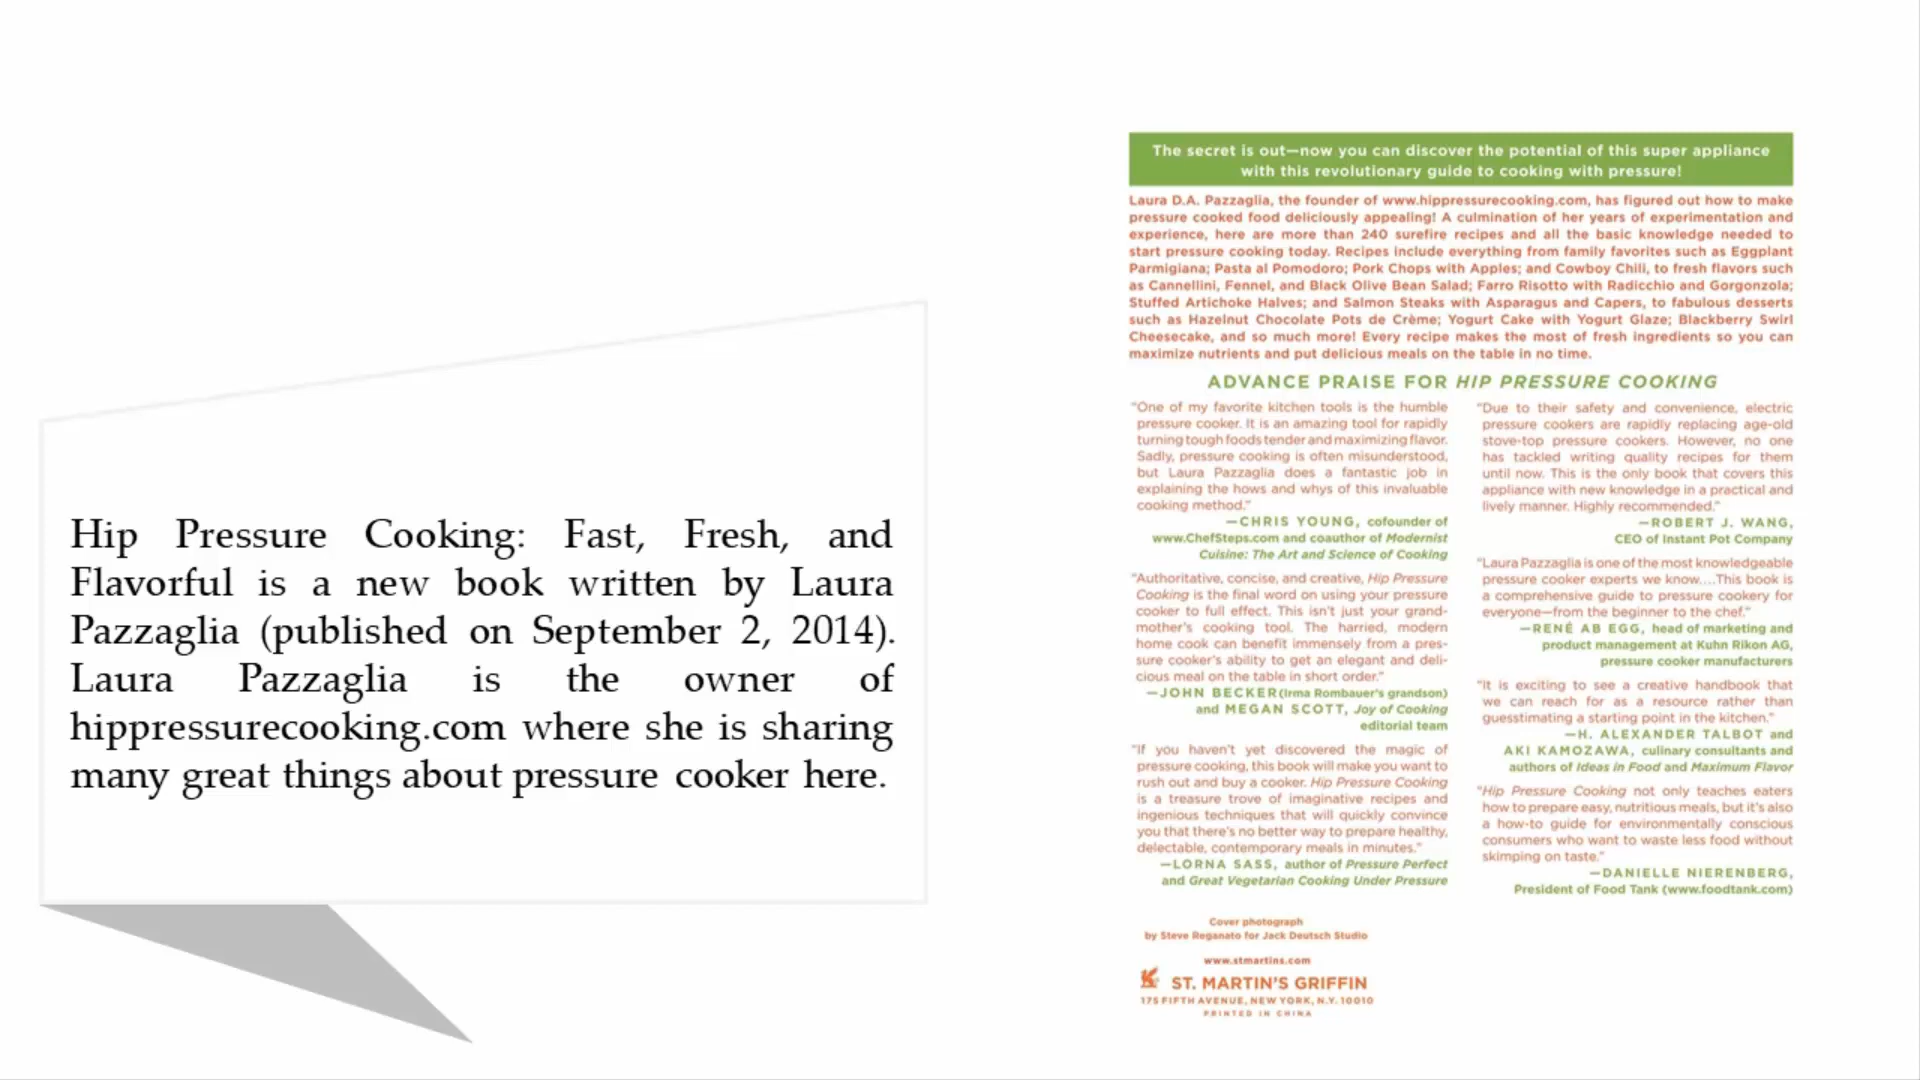 Hip Pressure Cooking: Fast, Fresh, and
Flavorful is a new book written by Laura
Pazzaglia (published on September 2, 2014).
Laura Pazzaglia is the owner of
hippressurecooking.com where she is sharing
many great things about pressure cooker here.
The secret is out—now you can discover the potential of this super appliance
with this revolutionary guide to cooking with pressure!
Laura D.A. Pazzaglia, the founder of www.hippressurecooking.com, has figured out how to make
pressure cooked food deliciously appealing! A culmination of her years of experimentation and
experience, here are more than 240 surefire recipes and all the basic knowledge needed to
start pressure cooking today. Recipes include everything from family favorites such as Eggplant
Parmigiana; Pasta al Pomodoro; Pork Chops with Apples; and Cowboy Chili, to fresh flavors such
as Cannellini, Fennel, and Black Olive Bean Salad; Farro Risotto with Radicchio and Gorgonzola;
Stuffed Artichoke Halves; and Salmon Steaks with Asparagus and Capers, to fabulous desserts
such as Hazelnut Chocolate Pots de Crème; Yogurt Cake with Yogurt Glaze; Blackberry Swirl
Cheesecake, and so much more! Every recipe makes the most of fresh ingredients so you can
maximize nutrients and put delicious meals on the table in no time.
ADVANCE PRAISE FOR HIP PRESSURE COOKING
"One of my favorite kitchen tools is the humble
pressure cooker. It is an amazing tool for rapidly
turning tough foods tender and maximizing flavor.
Sadly, pressure cooking is often misunderstood,
but Laura Pazzaglia does a fantastic job in
explaining the hows and whys of this invaluable
cooking method."
—CHRIS YOUNG, cofounder of
www.ChefSteps.com and coauthor of Modernist
Cuisine: The Art and Science of Cooking
"Authoritative, concise, and creative, Hip Pressure
Cooking is the final word on using your pressure
cooker to full effect. This isn't just your grand-
mother's cooking tool. The harried, modern
home cook can benefit immensely from a pres-
sure cooker's ability to get an elegant and deli-
cious meal on the table in short order."
—JOHN BECKER (Irma Rombauer's grandson)
and MEGAN SCOTT, Joy of Cooking
editorial team
"If you haven't yet discovered the magic of
pressure cooking, this book will make you want to
rush out and buy a cooker. Hip Pressure Cooking
is a treasure trove of imaginative recipes and
ingenious techniques that will quickly convince
you that there's no better way to prepare healthy,
delectable, contemporary meals in minutes."
—LORNA SASS, author of Pressure Perfect
and Great Vegetarian Cooking Under Pressure
"Due to their safety and convenience, electric
pressure cookers are rapidly replacing age-old
stove-top pressure cookers. However, no one
has tackled writing quality recipes for them
until now. This is the only book that covers this
appliance with new knowledge in a practical and
lively manner. Highly recommended."
—ROBERT J. WANG,
CEO of Instant Pot Company
"Laura Pazzaglia is one of the most knowledgeable
pressure cooker experts we know....This book is
a comprehensive guide to pressure cookery for
everyone—from the beginner to the chef."
—RENÉ AB EGG, head of marketing and
product management at Kuhn Rikon AG,
pressure cooker manufacturers
"It is exciting to see a creative handbook that
we can reach for as a resource rather than
guesstimating a starting point in the kitchen."
—H. ALEXANDER TALBOT and
AKI KAMOZAWA, culinary consultants and
authors of Ideas in Food and Maximum Flavor
"Hip Pressure Cooking not only teaches eaters
how to prepare easy, nutritious meals, but it's also
a how-to guide for environmentally conscious
consumers who want to waste less food without
skimping on taste."
—DANIELLE NIERENBERG,
President of Food Tank (www.foodtank.com)
Cover photograph
by Steve Reganato for Jack Deutsch Studio
www.stmartins.com
ST. MARTIN'S GRIFFIN
175 FIFTH AVENUE, NEW YORK, N.Y. 10010
PRINTED IN CHINA